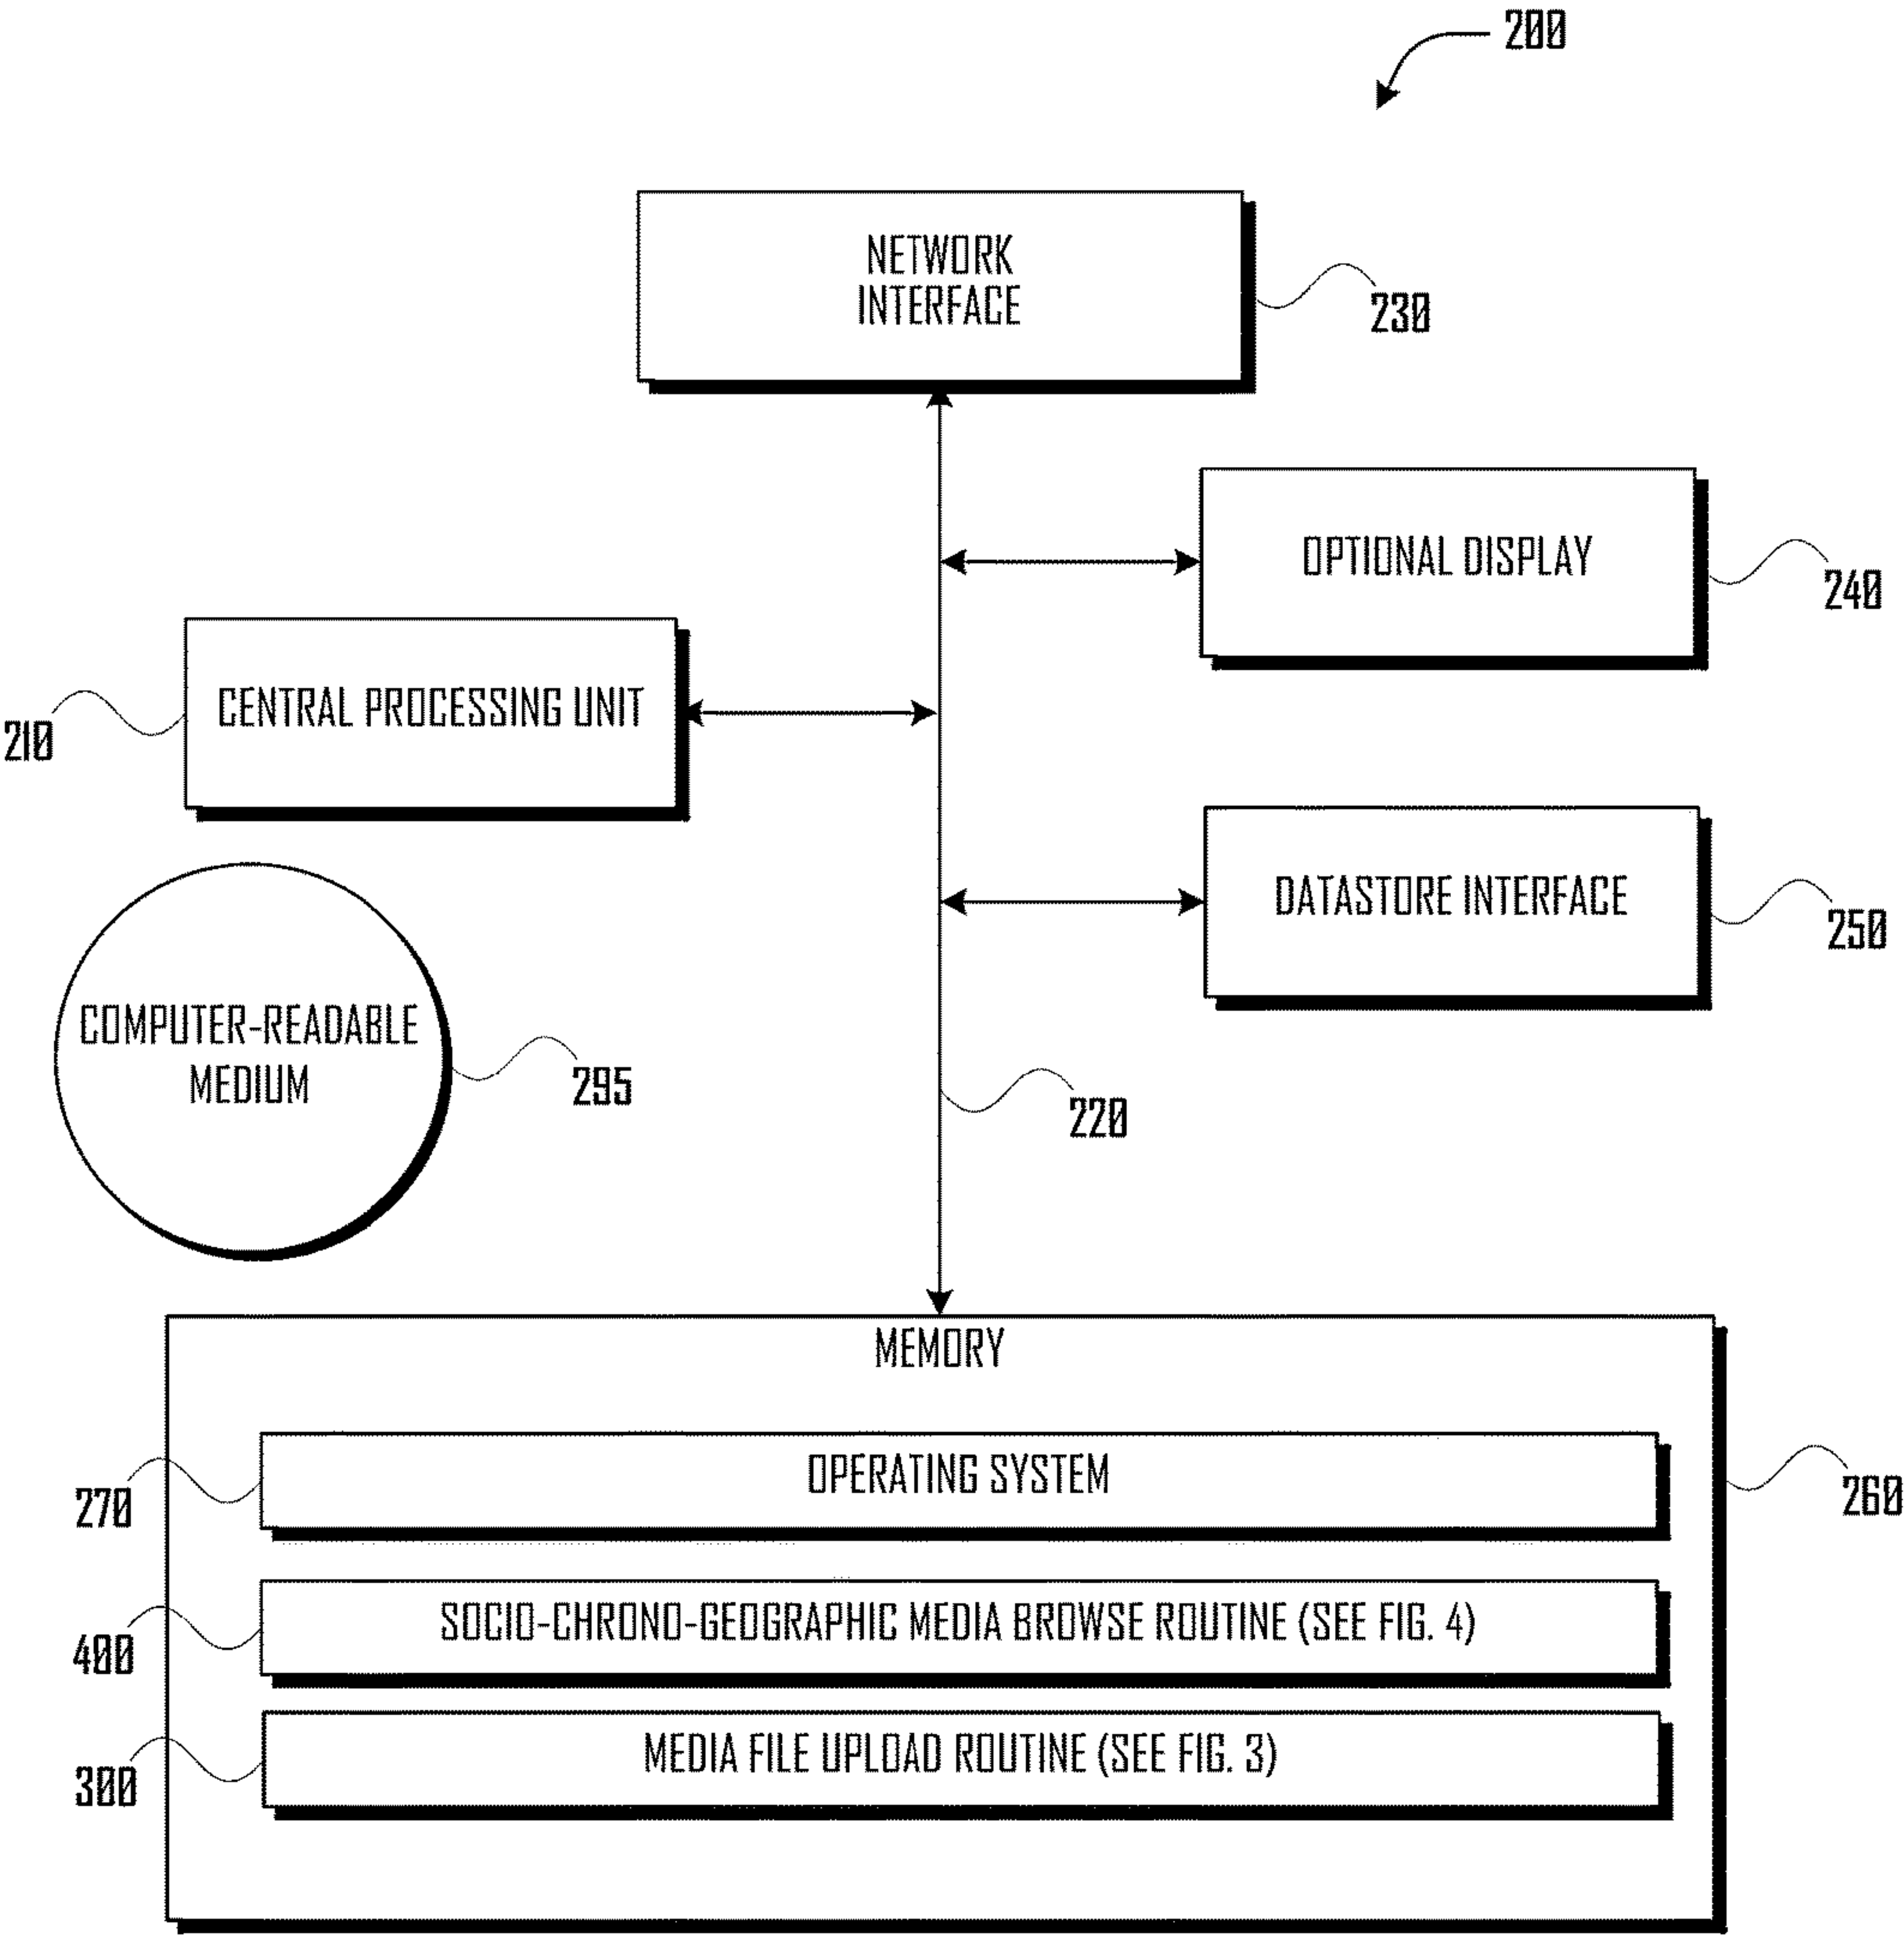 200
NETWORK
INTERFACE
230
OPTIONAL DISPLAY
240
CENTRAL PROCESSING UNIT
210
DATASTORE INTERFACE
250
COMPUTER-READABLE
MEDIUM
295
220
MEMORY
OPERATING SYSTEM
270
260
SOCIO-CHRONO-GEOGRAPHIC MEDIA BROWSE ROUTINE (SEE FIG. 4)
400
MEDIA FILE UPLOAD ROUTINE (SEE FIG. 3)
300